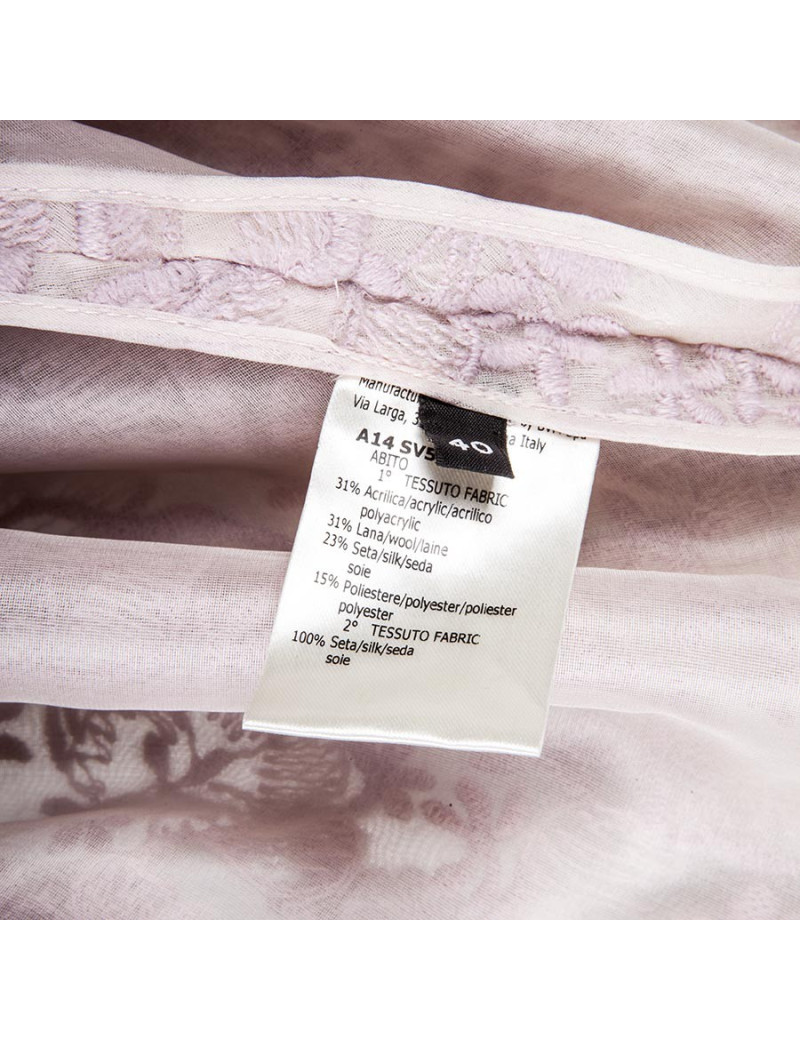 Manufactur
Via Larga, 3 Italy
A14 SV5
40
ABITO
1° TESSUTO FABRIC
31% Acrilica/acrylic/acrilico
polyacrylic
31% Lana/wool/laine
23% Seta/silk/seda
soie
15% Poliestere/polyester/poliester
polyester
2° TESSUTO FABRIC
100% Seta/silk/seda
soie